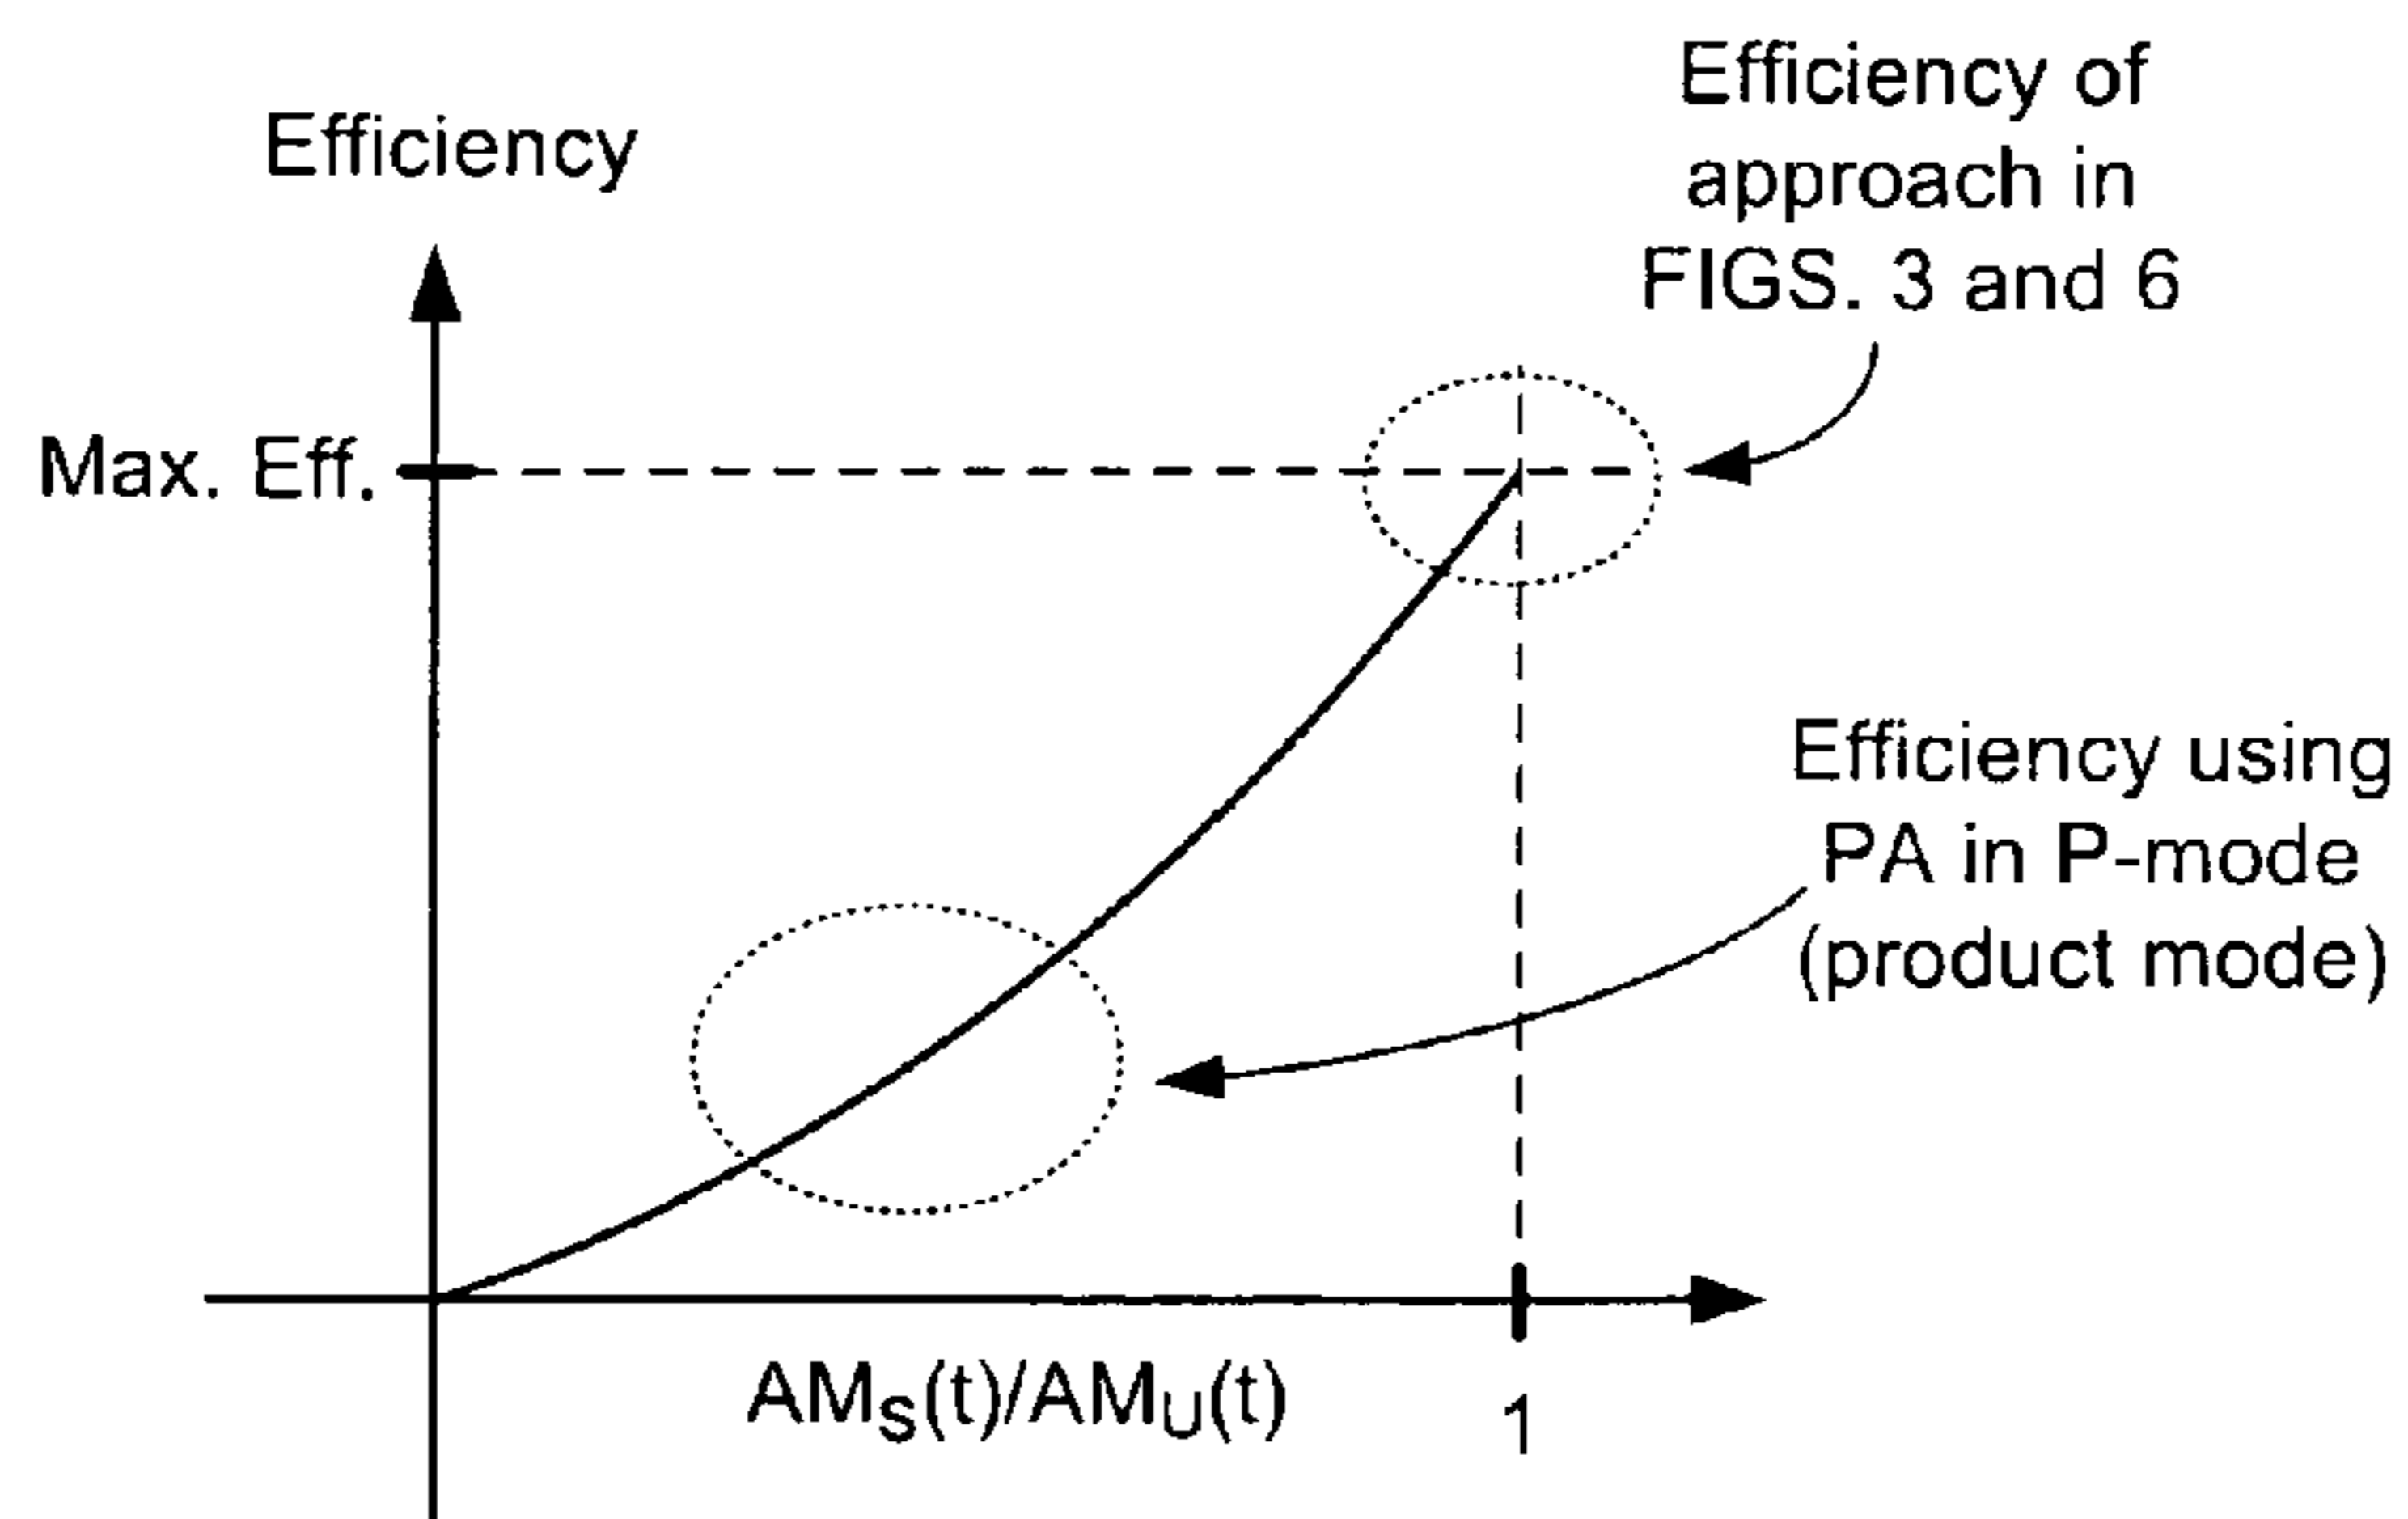 Efficiency of
approach in
FIGS. 3 and 6
Efficiency
Max. Eff.
Efficiency using
PA in P-mode
(product mode)
AMS(t)/AMU(t)
1